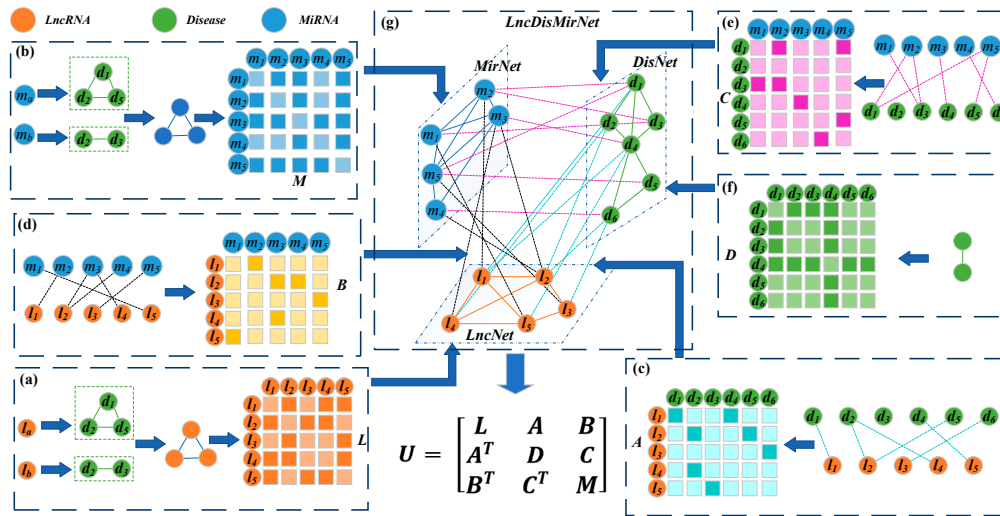 LncRNA
Disease
MiRNA
(b)
m1 m2 m3 m4 m5
ma
d1
d2 d5
mb
d2 d3
m1
m2
m3
m4
m5
M
(d)
m1 m2 m3 m4 m5
l1 l2 l3 l4 l5
m1 m2 m3 m4 m5
l1
l2
l3
l4
l5
B
(a)
la
d1
d2 d5
lb
d2 d3
l1 l2 l3 l4 l5
l1
l2
l3
l4
l5
L
(g)
LncDisMirNet
MirNet
DisNet
m2
m3
m1
m5
m4
d1
d2 d3
d4
d5
d6
l1
l2
l3
l4
l5
LncNet
U = [ L A B
A^T D C
B^T C^T M ]
(e)
m1 m2 m3 m4 m5
d1
d2
d3
d4
d5
d6
C
m1 m2 m3 m4 m5
d1 d2 d3 d4 d5
(f)
d1 d2 d3 d4 d5 d6
d1
d2
d3
d4
d5
d6
D
(c)
d1 d2 d3 d4 d5 d6
l1
l2
l3
l4
l5
A
d1 d2 d3 d4 d5 d6
l1 l2 l3 l4 l5